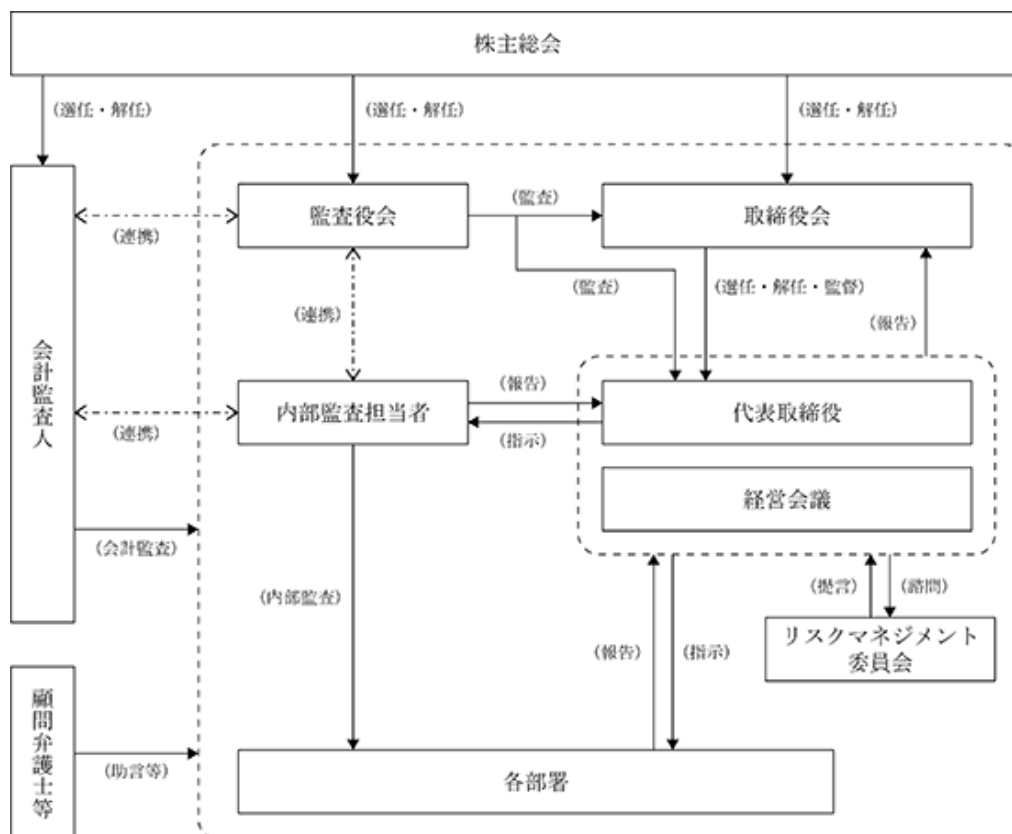 株主総会
(選任・解任)
(選任・解任)
(選任・解任)
監査役会
(監査)
取締役会
(連携)
(監査)
(選任・解任・監督)
(連携)
(報告)
会計監査人
内部監査担当者
(報告)
代表取締役
(連携)
(指示)
経営会議
(会計監査)
(内部監査)
(提言)
(諮問)
リスクマネジメント
委員会
(報告)
(指示)
顧問弁護士等
(助言等)
各部署